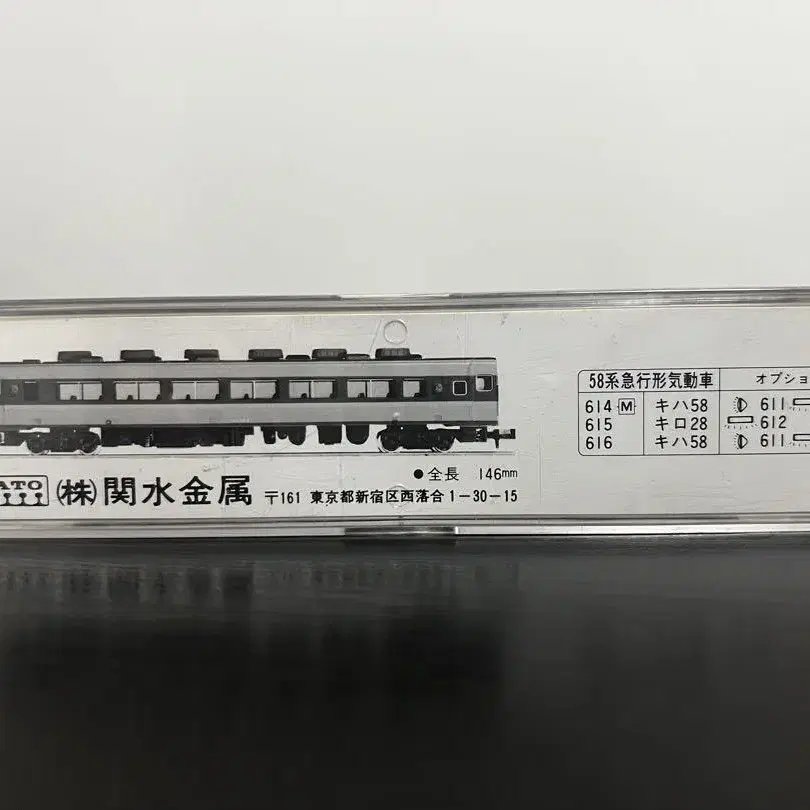 ATO (株)関水金属 〒161 東京都新宿区西落合1-30-15
●全長 146mm
58系急行形気動車 オプショ
614 M キハ58 611
615 キロ28 612
616 キハ58 611